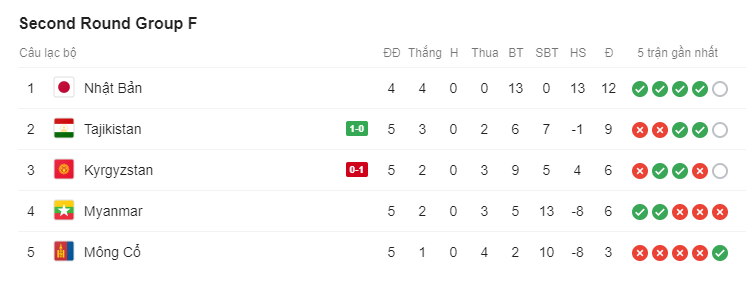 Second Round Group F
Câu lạc bộ ĐĐ Thắng H Thua BT SBT HS Đ 5 trận gần nhất
1 Nhật Bản 4 4 0 0 13 0 13 12
2 Tajikistan 1-0 5 3 0 2 6 7 -1 9
3 Kyrgyzstan 0-1 5 2 0 3 9 5 4 6
4 Myanmar 5 2 0 3 5 13 -8 6
5 Mông Cổ 5 1 0 4 2 10 -8 3